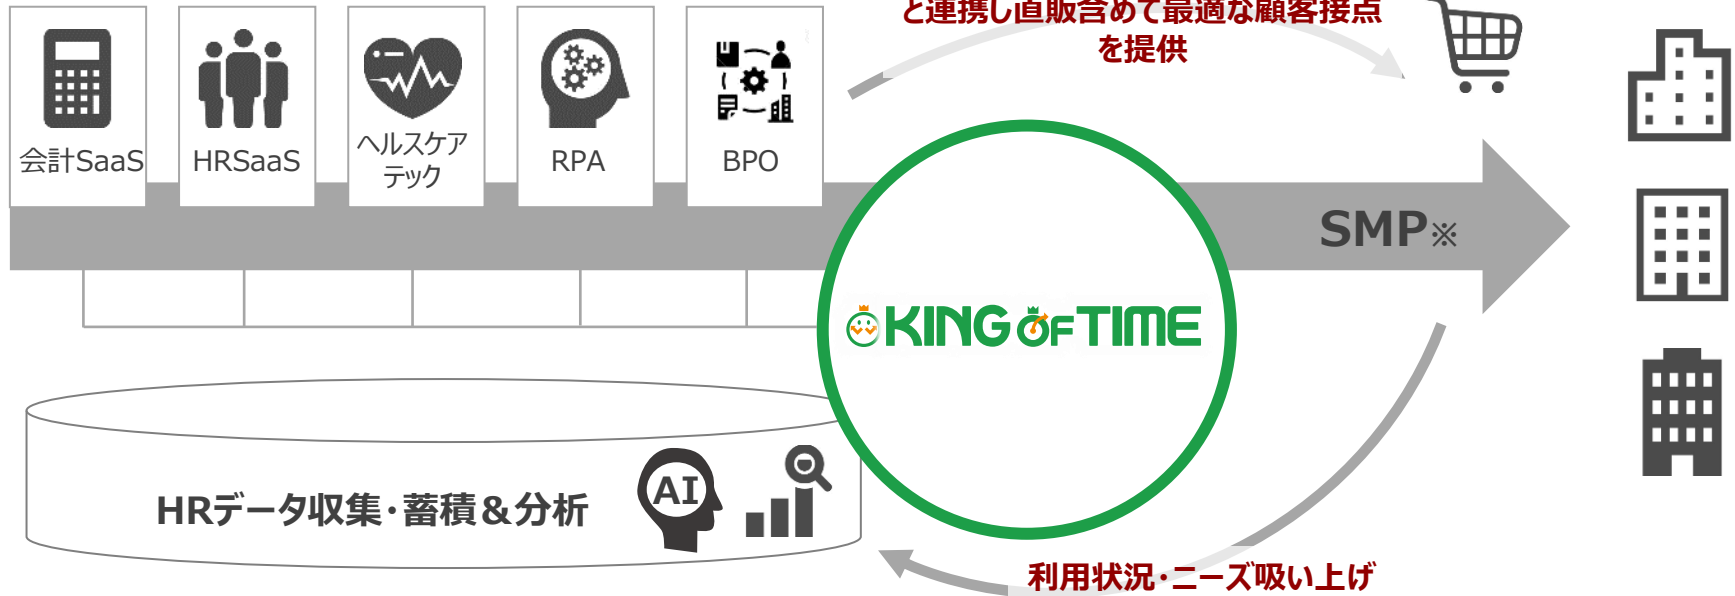 と連携し直販含めて最適な顧客接点
を提供
会計SaaS
HRSaaS
ヘルスケア
テック
RPA
BPO
SMP※
KING OF TIME
HRデータ収集・蓄積＆分析
AI
利用状況・ニーズ吸い上げ